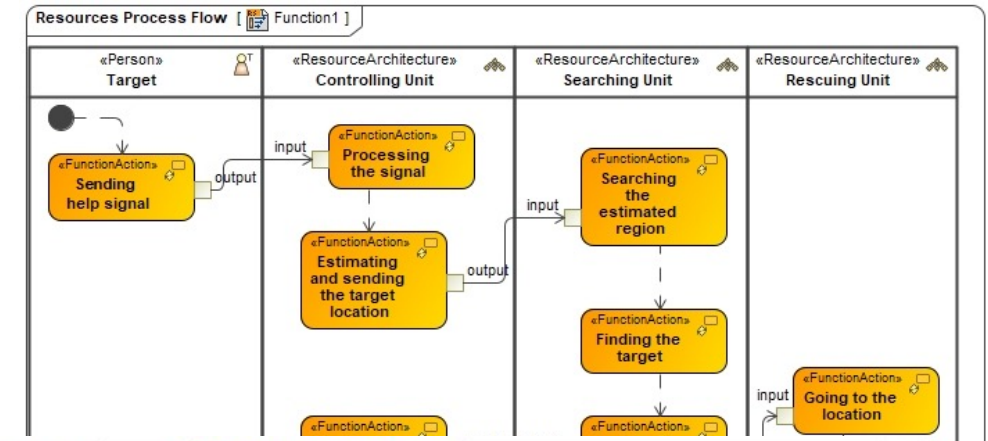 Resources Process Flow [ Function1 ]
«Person»
Target
«ResourceArchitecture»
Controlling Unit
«ResourceArchitecture»
Searching Unit
«ResourceArchitecture»
Rescuing Unit
«FunctionAction»
Sending
help signal
output
input
«FunctionAction»
Processing
the signal
«FunctionAction»
Estimating
and sending
the target
location
output
input
«FunctionAction»
Searching
the
estimated
region
«FunctionAction»
Finding the
target
input
«FunctionAction»
Going to the
location
«FunctionAction»
«FunctionAction»